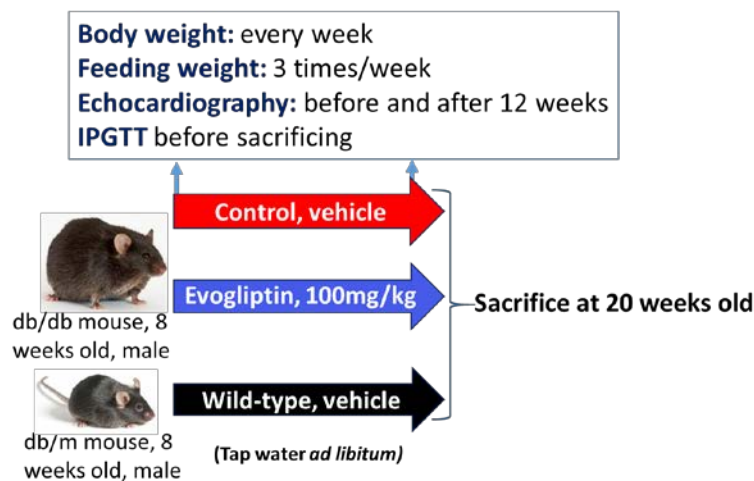 Body weight: every week
Feeding weight: 3 times/week
Echocardiography: before and after 12 weeks
IPGTT before sacrificing
Control, vehicle
Evogliptin, 100mg/kg
Sacrifice at 20 weeks old
db/db mouse, 8
weeks old, male
Wild-type, vehicle
db/m mouse, 8
weeks old, male
(Tap water ad libitum)